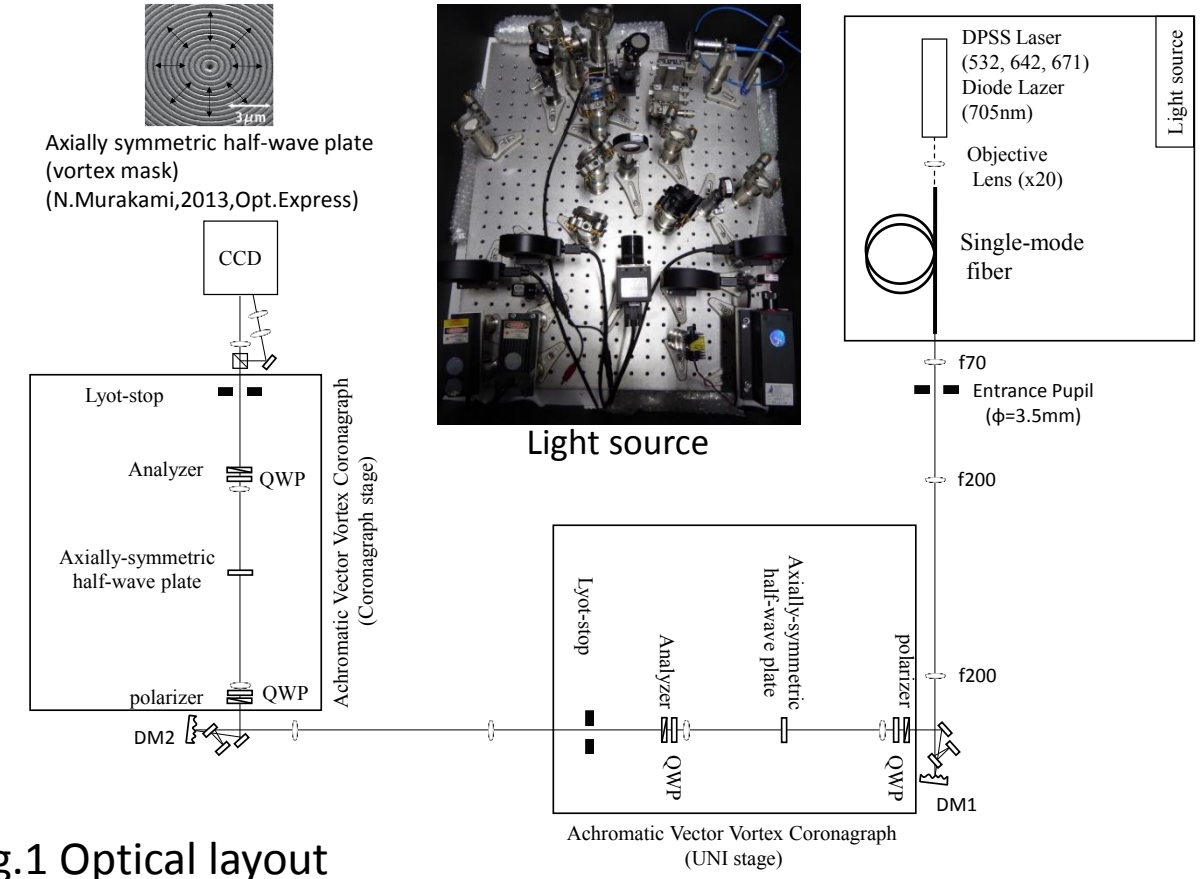 3μm
Axially symmetric half-wave plate
(vortex mask)
(N.Murakami,2013,Opt.Express)
CCD
Lyot-stop
Analyzer
QWP
Axially-symmetric
half-wave plate
polarizer
QWP
Achromatic Vector Vortex Coronagraph
(Coronagraph stage)
DM2
Light source
DPSS Laser
(532, 642, 671)
Diode Lazer
(705nm)
Light source
Objective
Lens (x20)
Single-mode
fiber
f70
Entrance Pupil
(ϕ=3.5mm)
f200
f200
Lyot-stop
Analyzer
QWP
Axially-symmetric
half-wave plate
polarizer
QWP
DM1
Achromatic Vector Vortex Coronagraph
(UNI stage)
g.1 Optical layout